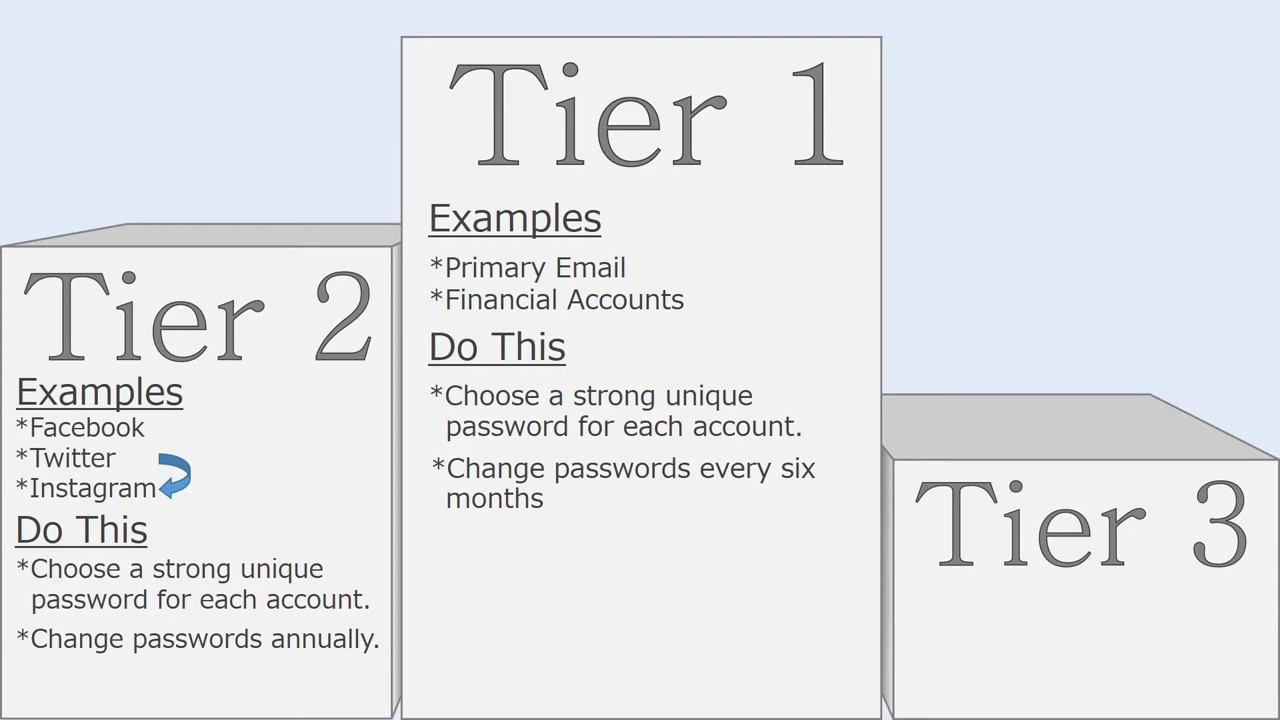 Tier 1
Examples
*Primary Email
*Financial Accounts
Do This
*Choose a strong unique
password for each account.
*Change passwords every six
months
Tier 2
Examples
*Facebook
*Twitter
*Instagram
Do This
*Choose a strong unique
password for each account.
*Change passwords annually.
Tier 3